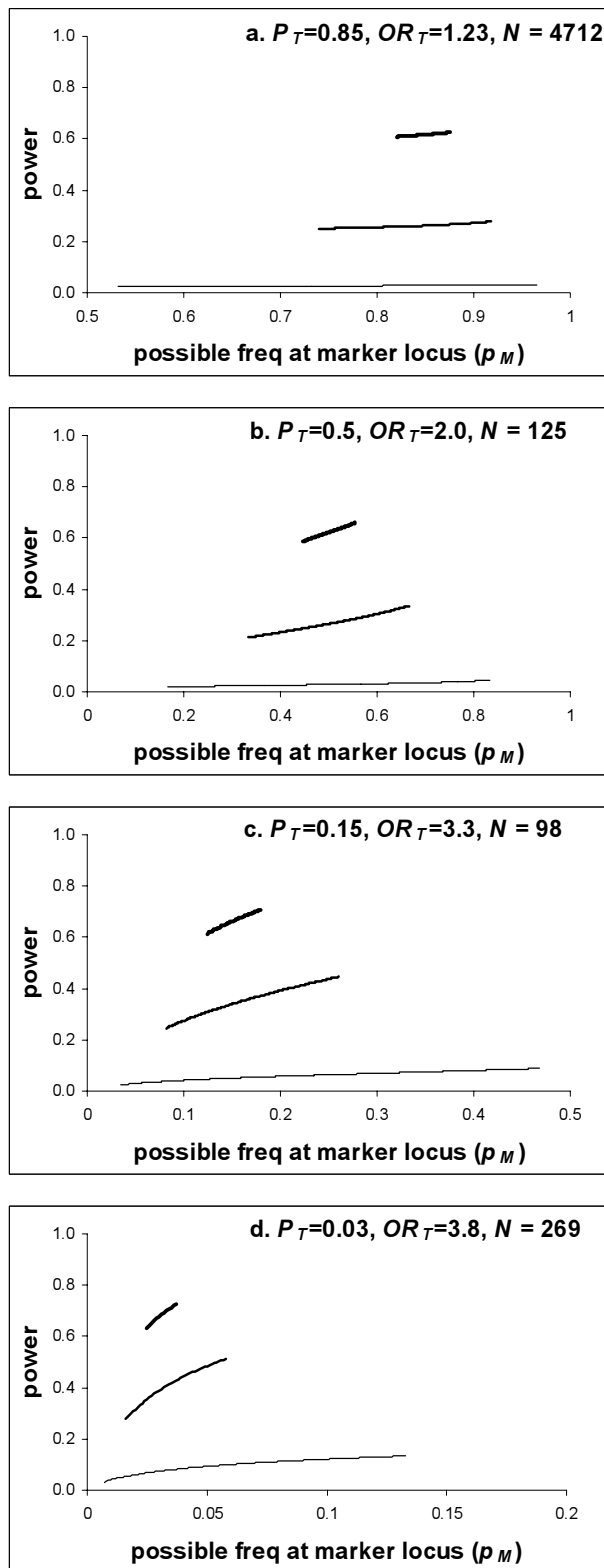 a. P T=0.85, OR T=1.23, N = 4712
1.0
0.8
0.6
0.4
0.2
0.0
power
0.5 0.6 0.7 0.8 0.9 1
possible freq at marker locus (p M)
b. P T=0.5, OR T=2.0, N = 125
1.0
0.8
0.6
0.4
0.2
0.0
power
0 0.2 0.4 0.6 0.8 1
possible freq at marker locus (p M)
c. P T=0.15, OR T=3.3, N = 98
1.0
0.8
0.6
0.4
0.2
0.0
power
0 0.1 0.2 0.3 0.4 0.5
possible freq at marker locus (p M)
d. P T=0.03, OR T=3.8, N = 269
1.0
0.8
0.6
0.4
0.2
0.0
power
0 0.05 0.1 0.15 0.2
possible freq at marker locus (p M)